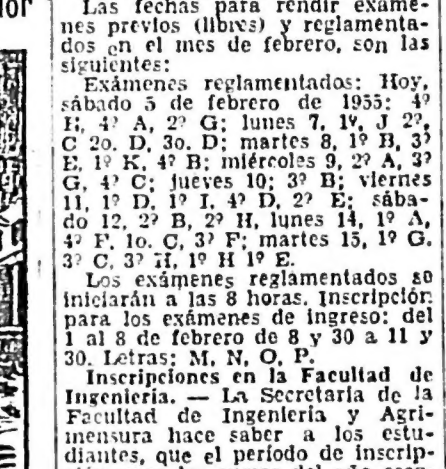 Las fechas para rendir exáme-
nes previos (libres) y reglamenta-
dos en el mes de febrero, son las
siguientes:
Exámenes reglamentados: Hoy,
sábado 5 de febrero de 1955: 4º
E, 4º A, 2º G; lunes 7, 1º, J 2º,
C 2o. D, 3o. D; martes 8, 1º B, 3º
E, 1º K, 4º B; miércoles 9, 2º A, 3º
G, 4º C; jueves 10; 3º B; viernes
11, 1º D, 1º I, 4º D, 2º E; sába-
do 12, 2º B, 2º H, lunes 14, 1º A,
4º F. 1o. C, 3º F; martes 15, 1º G.
3º C, 3º H, 1º H 1º E.
Los exámenes reglamentados se
iniciarán a las 8 horas. Inscripción
para los exámenes de ingreso: del
1 al 8 de febrero de 8 y 30 a 11 y
30. Letras: M, N, O, P.
Inscripciones en la Facultad de
Ingeniería. — La Secretaría de la
Facultad de Ingeniería y Agri-
mensura hace saber a los estu-
diantes, que el período de inscrip-